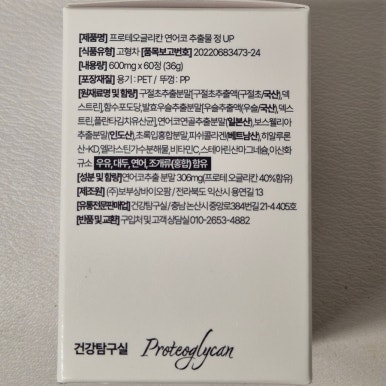 [제품명] 프로테오글리칸 연어코 추출물 정 UP
[식품유형] 고형차 [품목보고번호] 20220683473-24
[내용량] 600mg x 60정 (36g)
[포장재질] 용기 : PET / 뚜껑 : PP
[원재료명 및 함량] 구절초추출분말{구절초추출액(구절초/국산),덱
스트린}, 함수포도당, 발효우슬추출분말{우슬추출액(우슬/국산), 덱스
트린}, 플란타김치유산균, 연어코연골추출분말(일본산), 보스웰리아
추출분말(인도산), 초록입홍합분말, 피쉬콜라겐(베트남산), 히알루론
산-KD, 엘라스틴가수분해물, 비타민C, 스테아린산마그네슘, 이산화
규소 우유, 대두, 연어, 조개류(홍합) 함유
[성분 및 함량]연어코추출 분말 306mg(프로테오글리칸 40%함유)
[제조원] (주)보부상바이오팜 / 전라북도 익산시 용연길 13
[유통전문판매업]건강탐구실/충남 논산시 중앙로384번길 21-4 405호
[반품 및 교환] 구입처 및 고객상담실 010-2653-4882
건강탐구실 Proteoglycan